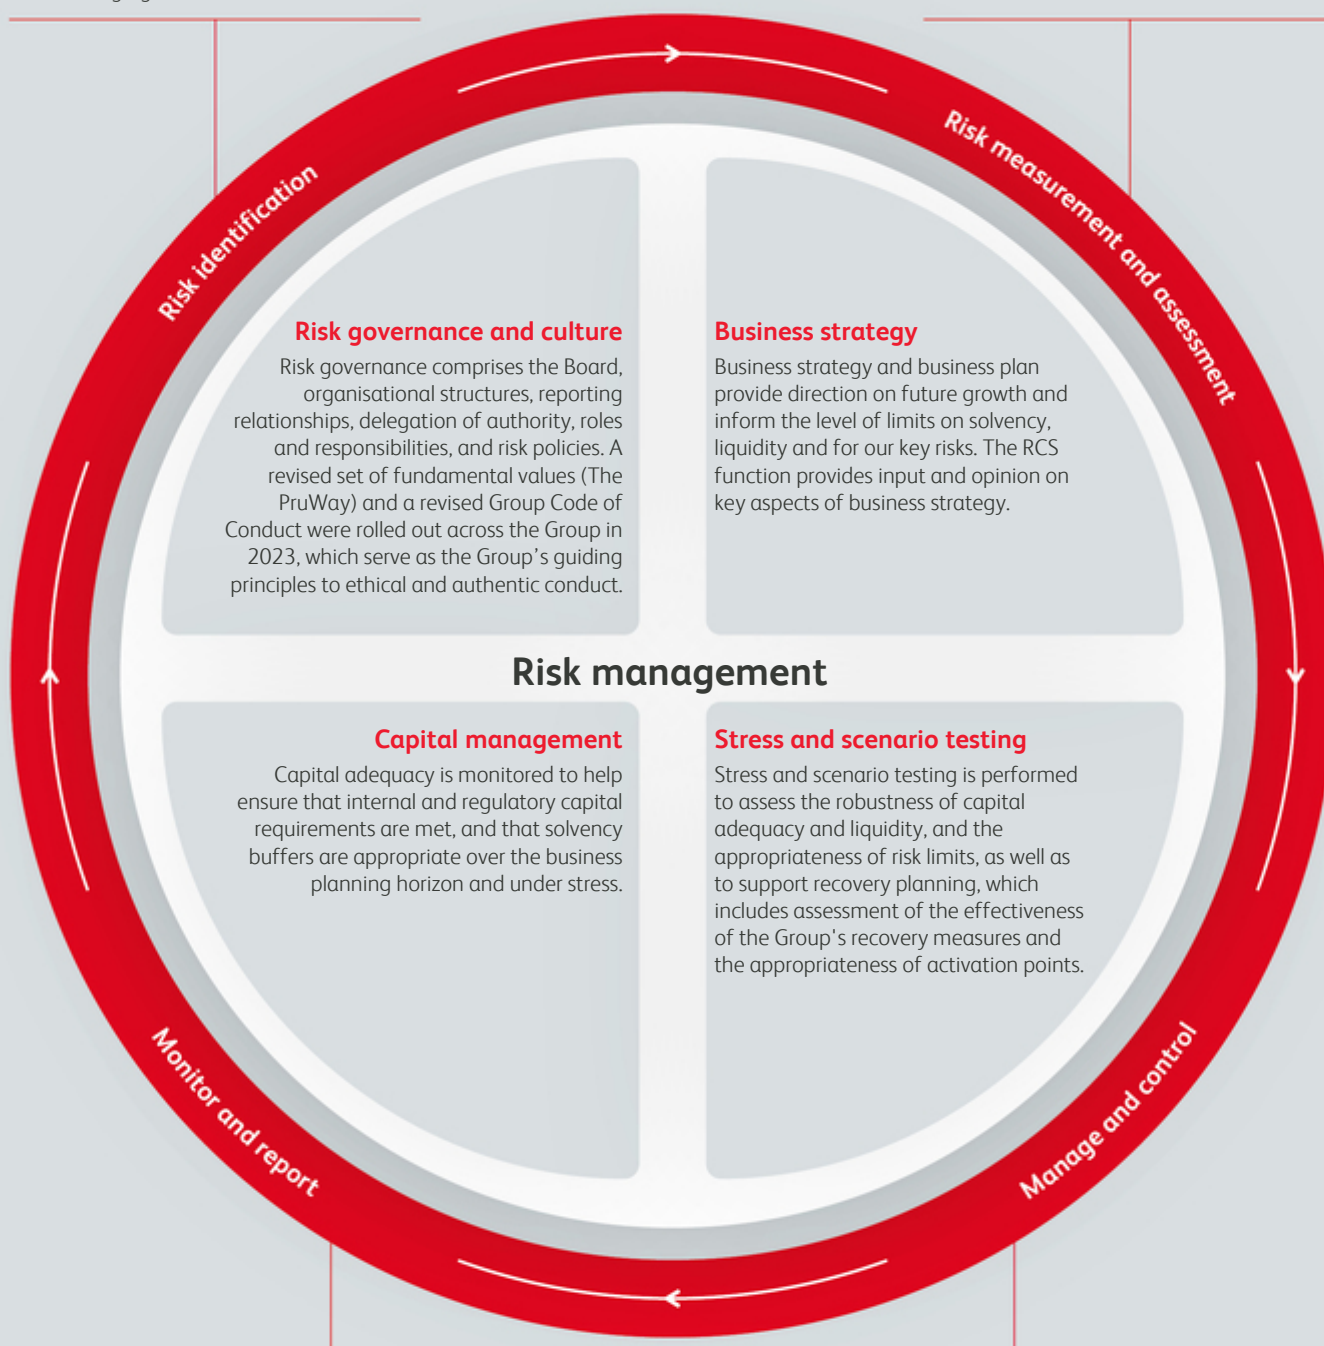 Risk identification
Risk measurement and assessment
Risk governance and culture
Risk governance comprises the Board,
organisational structures, reporting
relationships, delegation of authority, roles
and responsibilities, and risk policies. A
revised set of fundamental values (The
PruWay) and a revised Group Code of
Conduct were rolled out across the Group in
2023, which serve as the Group’s guiding
principles to ethical and authentic conduct.
Business strategy
Business strategy and business plan
provide direction on future growth and
inform the level of limits on solvency,
liquidity and for our key risks. The RCS
function provides input and opinion on
key aspects of business strategy.
Risk management
Capital management
Capital adequacy is monitored to help
ensure that internal and regulatory capital
requirements are met, and that solvency
buffers are appropriate over the business
planning horizon and under stress.
Stress and scenario testing
Stress and scenario testing is performed
to assess the robustness of capital
adequacy and liquidity, and the
appropriateness of risk limits, as well as
to support recovery planning, which
includes assessment of the effectiveness
of the Group's recovery measures and
the appropriateness of activation points.
Monitor and report
Manage and control